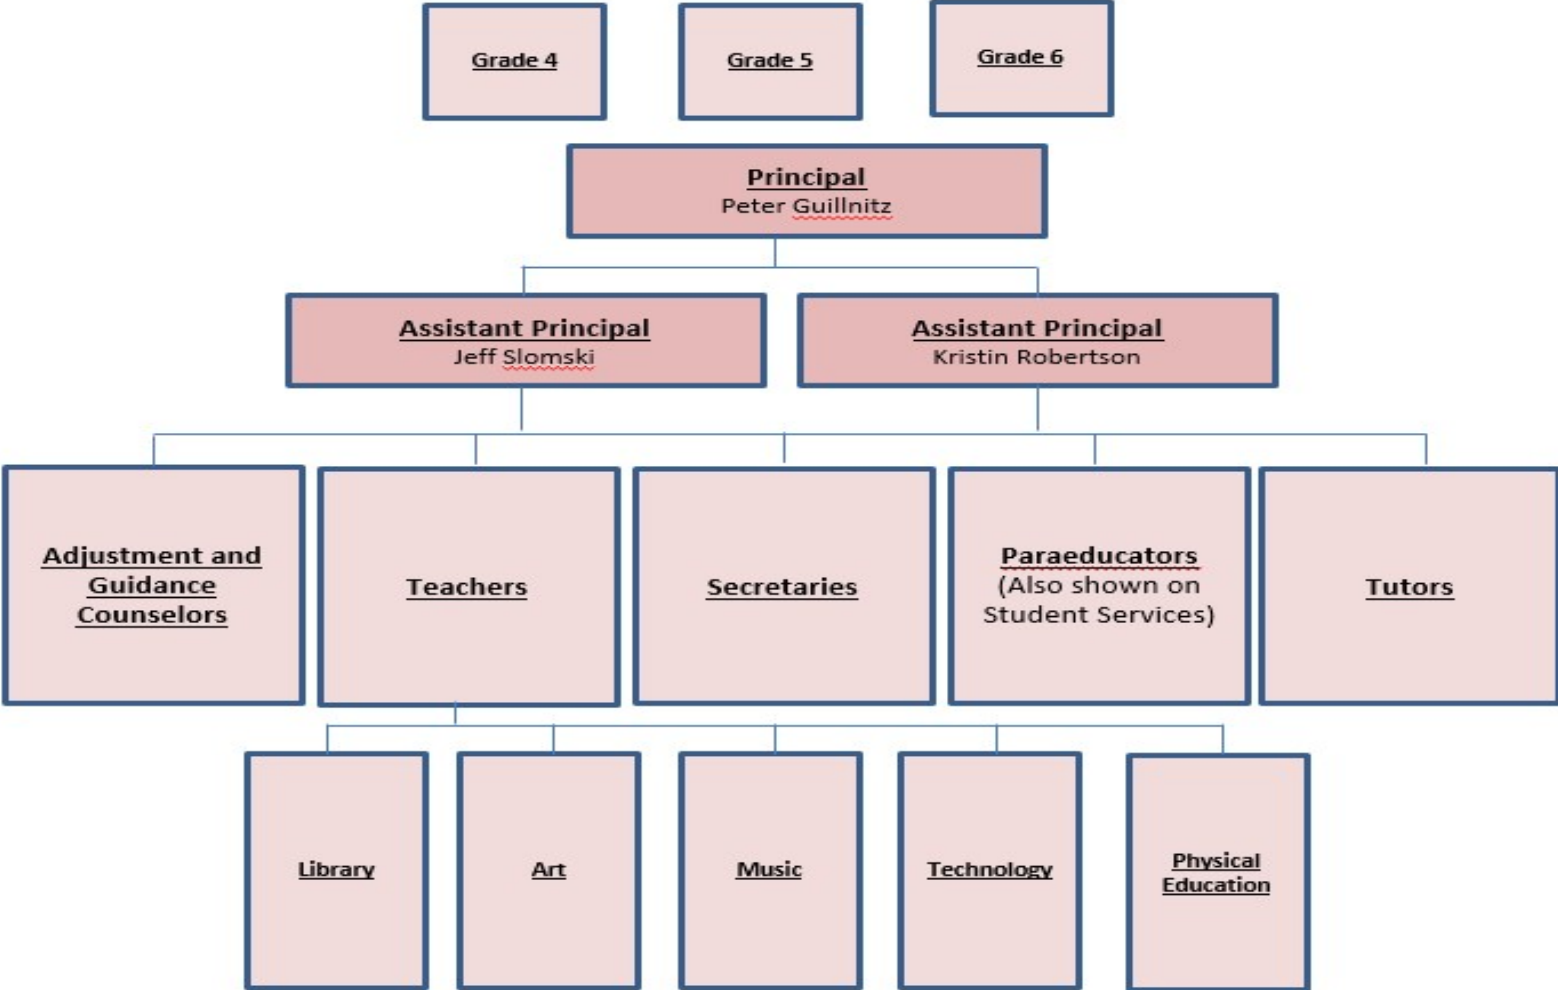 Grade 4
Grade 5
Grade 6
Principal
Peter Guillnitz
Assistant Principal
Jeff Slomski
Assistant Principal
Kristin Robertson
Adjustment and
Guidance
Counselors
Teachers
Secretaries
Paraeducators
(Also shown on
Student Services)
Tutors
Library
Art
Music
Technology
Physical
Education